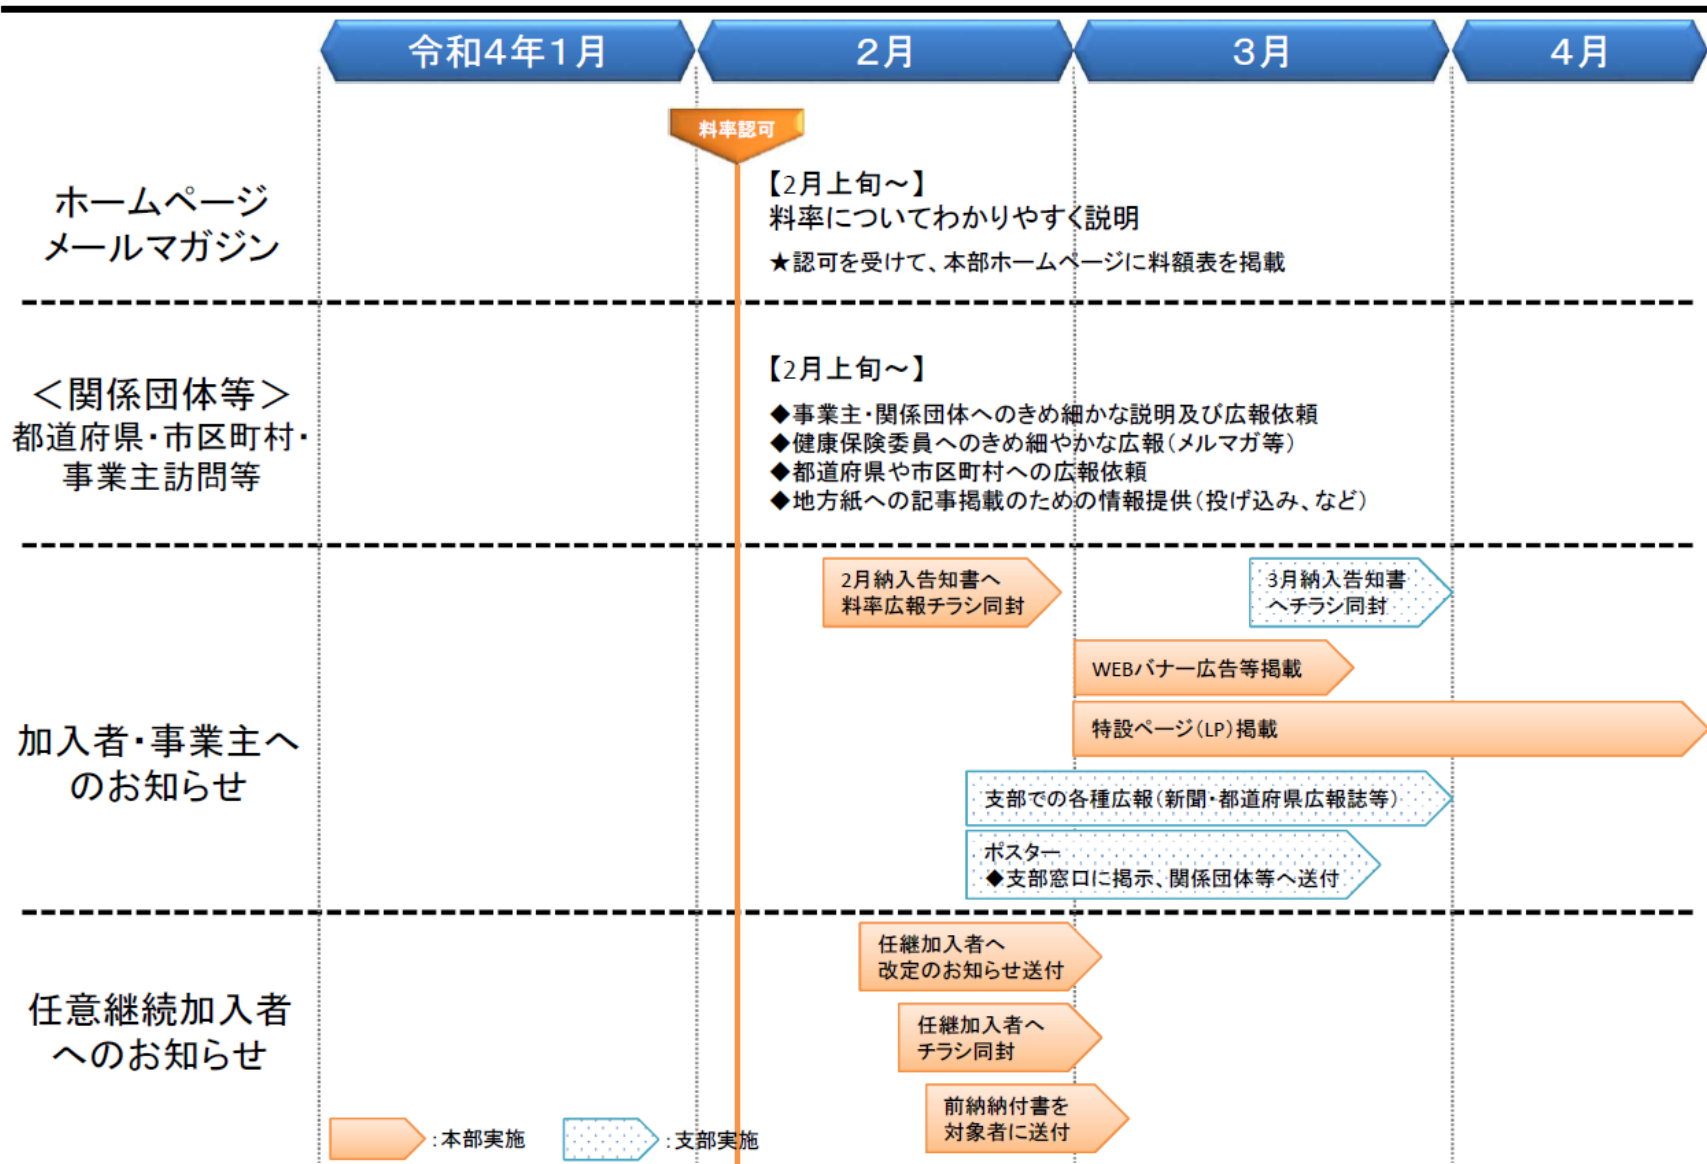 令和4年1月
2月
3月
4月
料率認可
ホームページ
メールマガジン
【2月上旬～】
料率についてわかりやすく説明
★認可を受けて、本部ホームページに料額表を掲載
＜関係団体等＞
都道府県・市区町村・
事業主訪問等
【2月上旬～】
◆事業主・関係団体へのきめ細かな説明及び広報依頼
◆健康保険委員へのきめ細やかな広報（メルマガ等）
◆都道府県や市区町村への広報依頼
◆地方紙への記事掲載のための情報提供（投げ込み、など）
加入者・事業主へ
のお知らせ
2月納入告知書へ
料率広報チラシ同封
3月納入告知書
へチラシ同封
WEBバナー広告等掲載
特設ページ（LP）掲載
支部での各種広報（新聞・都道府県広報誌等）
ポスター
◆支部窓口に掲示、関係団体等へ送付
任意継続加入者
へのお知らせ
任継加入者へ
改定のお知らせ送付
任継加入者へ
チラシ同封
前納納付書を
対象者に送付
：本部実施
：支部実施